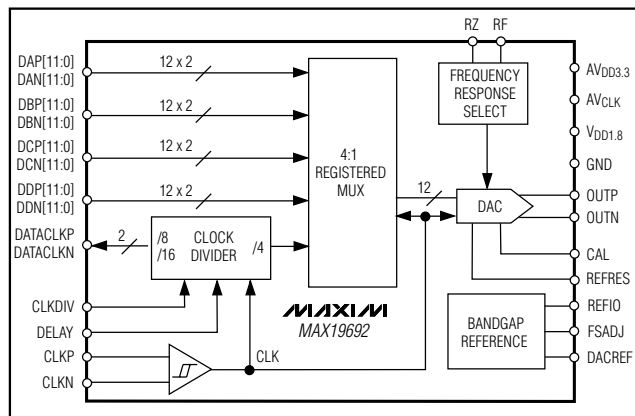 RZ RF
DAP[11:0]
DAN[11:0]
12 x 2
DBP[11:0]
DBN[11:0]
12 x 2
DCP[11:0]
DCN[11:0]
12 x 2
DDP[11:0]
DDN[11:0]
12 x 2
DATACLKP
DATACLKN
2
/8
/16
CLOCK
DIVIDER
/4
CLKDIV
DELAY
CLKP
CLKN
CLK
4:1
REGISTERED
MUX
MAXIM
MAX19692
FREQUENCY
RESPONSE
SELECT
12
DAC
BANDGAP
REFERENCE
AVDD3.3
AVCLK
VDD1.8
GND
OUTP
OUTN
CAL
REFRES
REFIO
FSADJ
DACREF